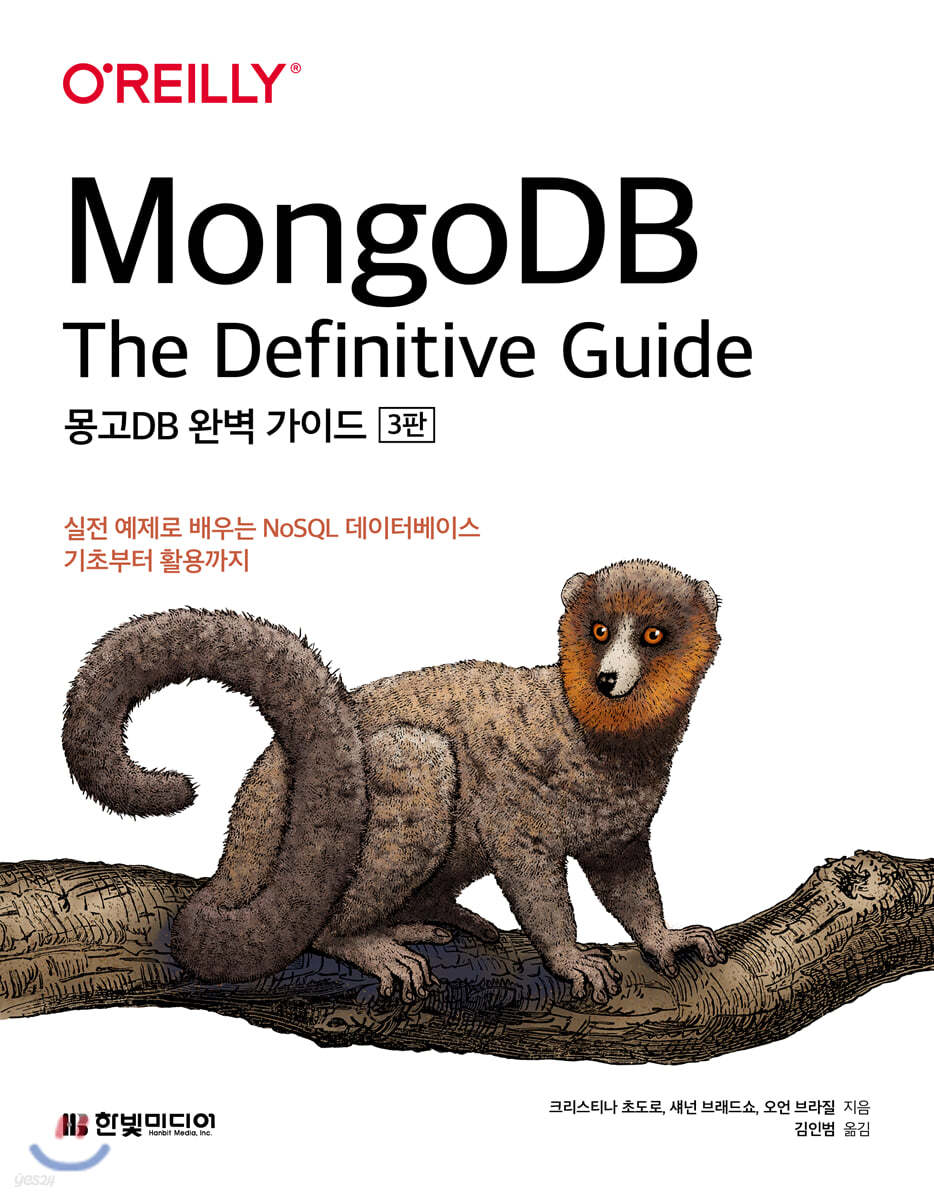 O'REILLY®
MongoDB
The Definitive Guide
몽고DB 완벽 가이드 3판
실전 예제로 배우는 NoSQL 데이터베이스
기초부터 활용까지
크리스티나 초도로, 섀넌 브래드쇼, 오언 브라질 지음
김인범 옮김
HB 한빛미디어
Hanbit Media, Inc.
yes24